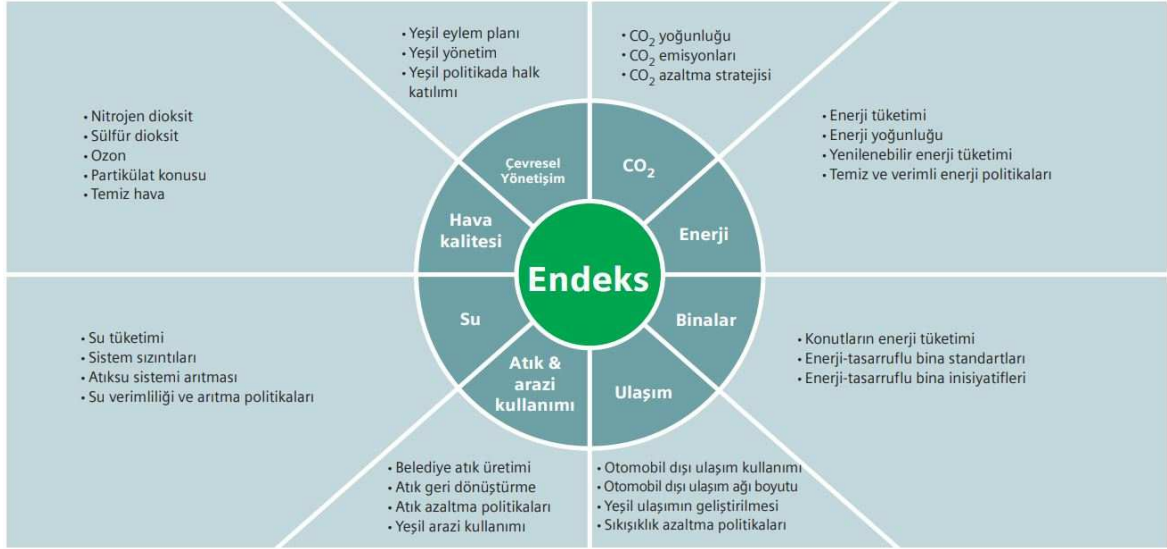 • Yeşil eylem planı
• Yeşil yönetim
• Yeşil politikada halk
katılımı
• CO₂ yoğunluğu
• CO₂ emisyonları
• CO₂ azaltma stratejisi
• Nitrojen dioksit
• Sülfür dioksit
• Ozon
• Partikülat konusu
• Temiz hava
• Enerji tüketimi
• Enerji yoğunluğu
• Yenilenebilir enerji tüketimi
• Temiz ve verimli enerji politikaları
Çevresel
Yönetişim
CO₂
Hava
kalitesi
Enerji
Endeks
Su
Binalar
Atık &
arazi
kullanımı
Ulaşım
• Su tüketimi
• Sistem sızıntıları
• Atıksu sistemi arıtması
• Su verimliliği ve arıtma politikaları
• Konutların enerji tüketimi
• Enerji-tasarruflu bina standartları
• Enerji-tasarruflu bina inisiyatifleri
• Belediye atık üretimi
• Atık geri dönüştürme
• Atık azaltma politikaları
• Yeşil arazi kullanımı
• Otomobil dışı ulaşım kullanımı
• Otomobil dışı ulaşım ağı boyutu
• Yeşil ulaşımın geliştirilmesi
• Sıkışıklık azaltma politikaları